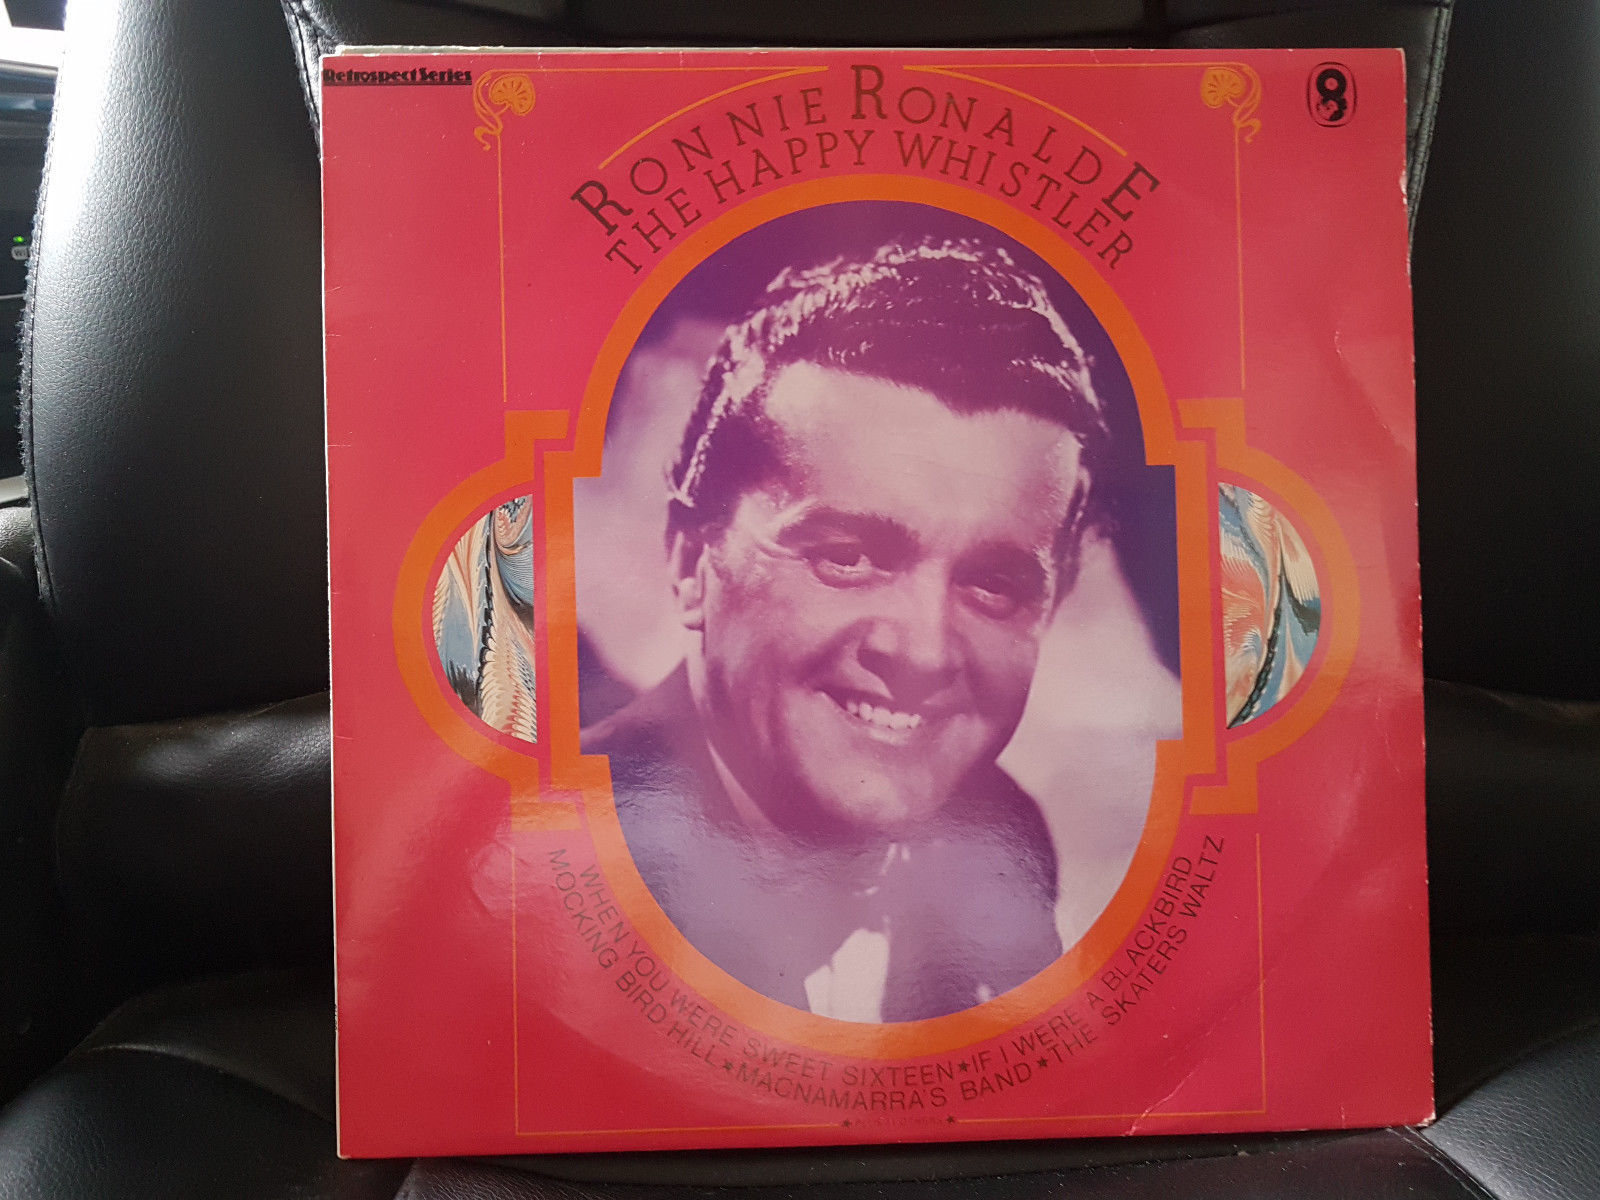 Retrospect Series
RONNIE RONALDE
THE HAPPY WHISTLER
WHEN YOU WERE SWEET SIXTEEN★IF I WERE A BLACKBIRD
MOCKING BIRD HILL★MACNAMARRA'S BAND★THE SKATERS WALTZ